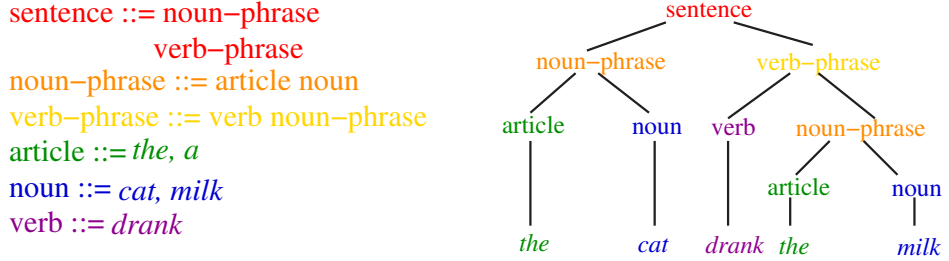 sentence ::= noun−phrase
verb−phrase
noun−phrase ::= article noun
verb−phrase ::= verb noun−phrase
article ::= the, a
noun ::= cat, milk
verb ::= drank
sentence
noun−phrase verb−phrase
article noun verb noun−phrase
article noun
the cat drank the milk